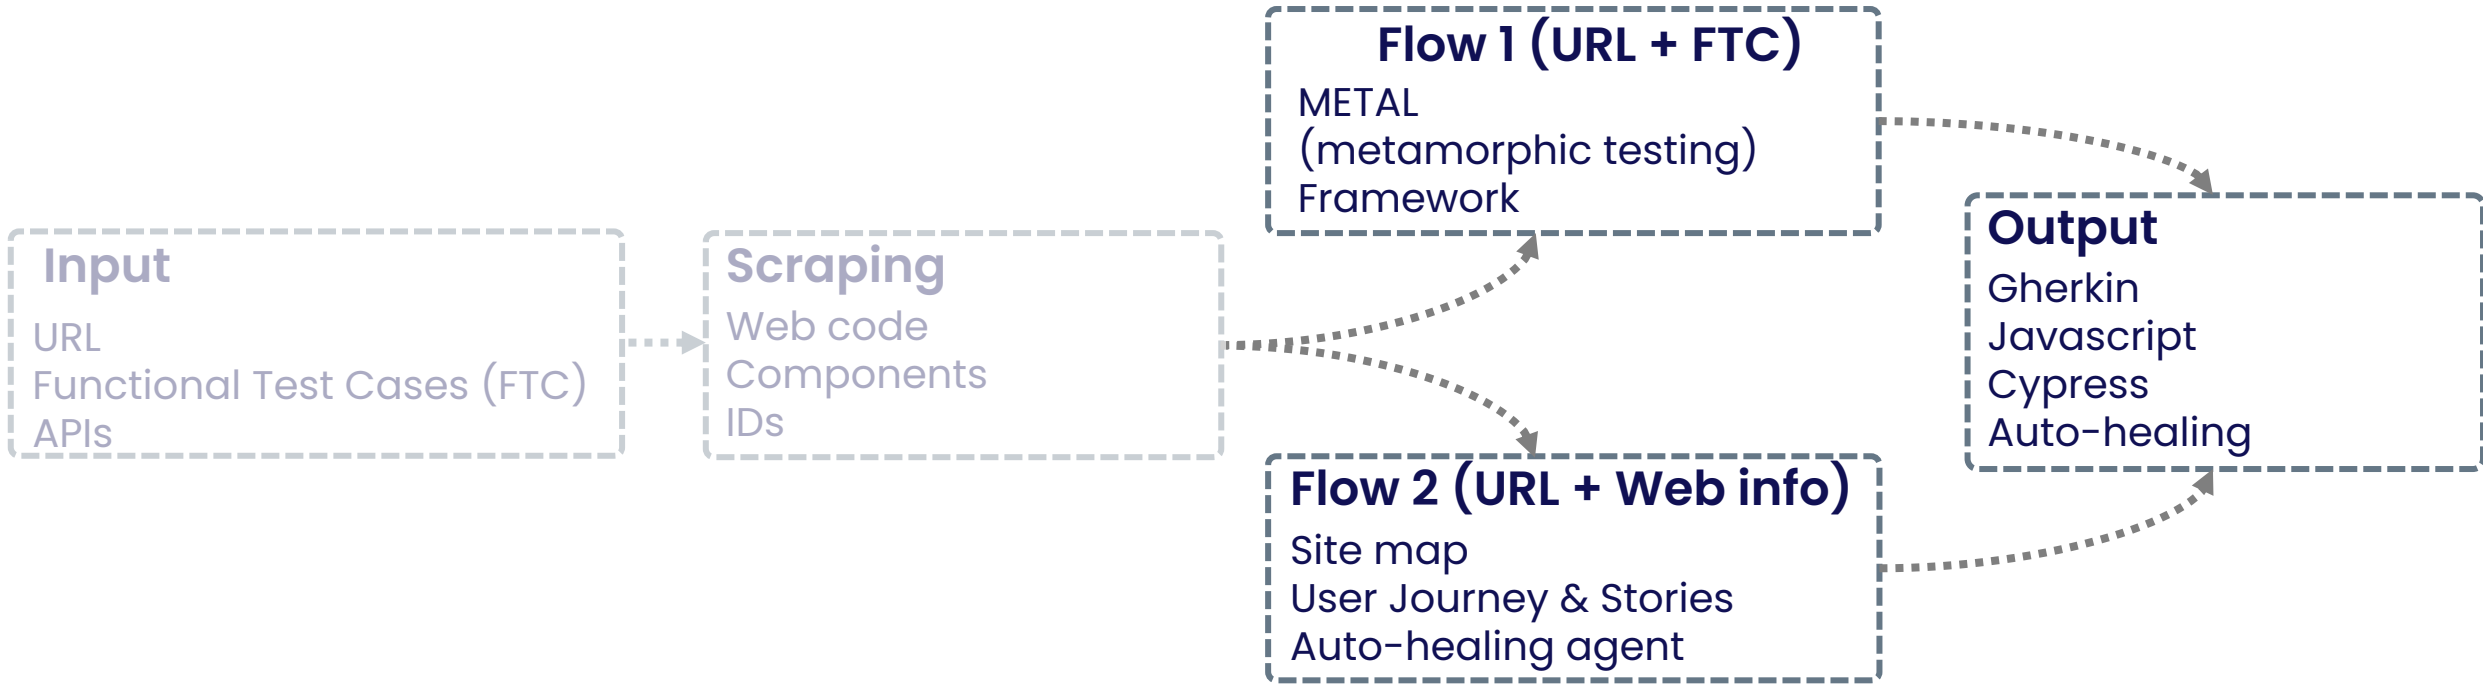 Input
URL
Functional Test Cases (FTC)
APIs
Scraping
Web code
Components
IDs
Flow 1 (URL + FTC)
METAL
(metamorphic testing)
Framework
Flow 2 (URL + Web info)
Site map
User Journey & Stories
Auto-healing agent
Output
Gherkin
Javascript
Cypress
Auto-healing